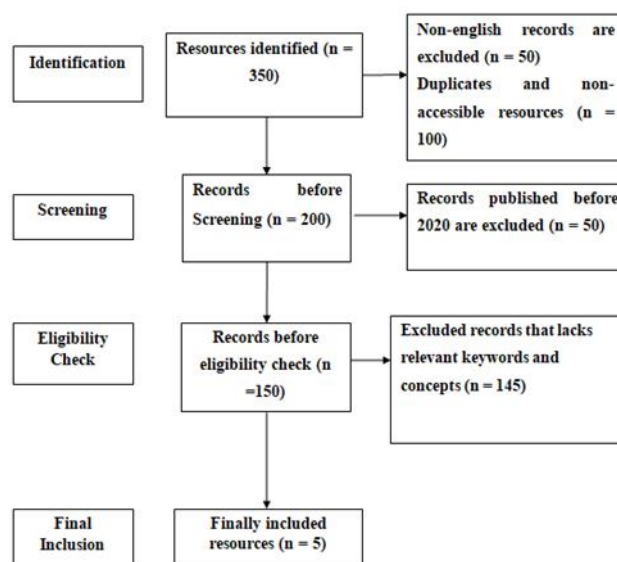 Identification
Resources identified (n =
350)
Non-english records are
excluded (n = 50)
Duplicates and non-
accessible resources (n =
100)
Screening
Records before
Screening (n = 200)
Records published before
2020 are excluded (n = 50)
Eligibility
Check
Records before
eligibility check (n
=150)
Excluded records that lacks
relevant keywords and
concepts (n = 145)
Final
Inclusion
Finally included
resources (n = 5)